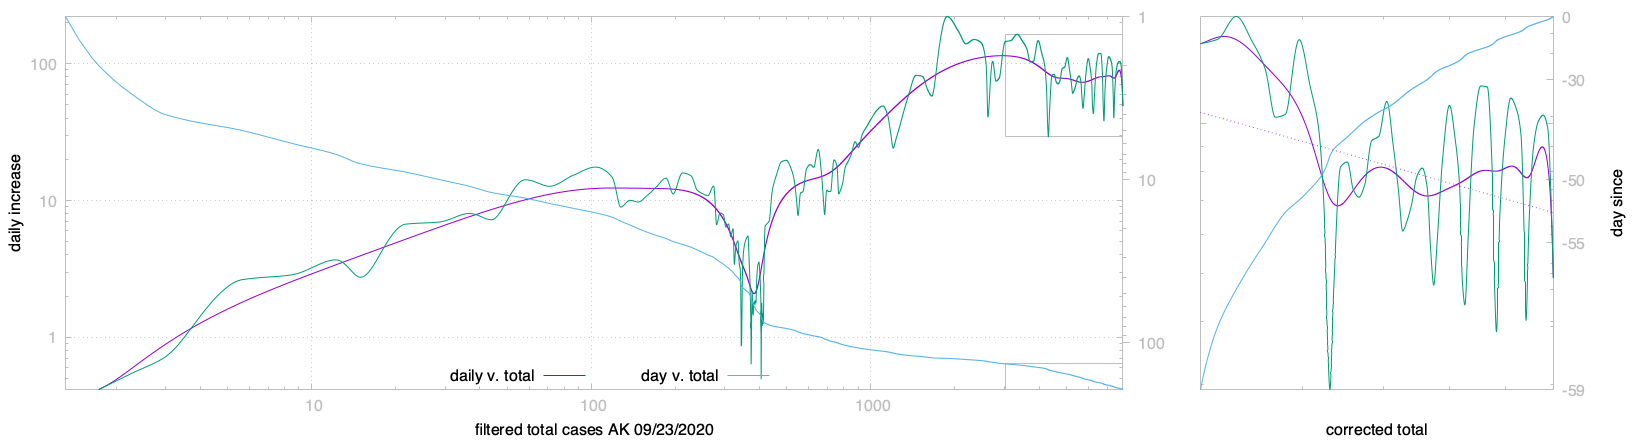 daily increase
100
10
1
10
100
1000
1
10
100
daily v. total
day v. total
filtered total cases AK 09/23/2020
0
-30
-50
-55
-59
day since
corrected total